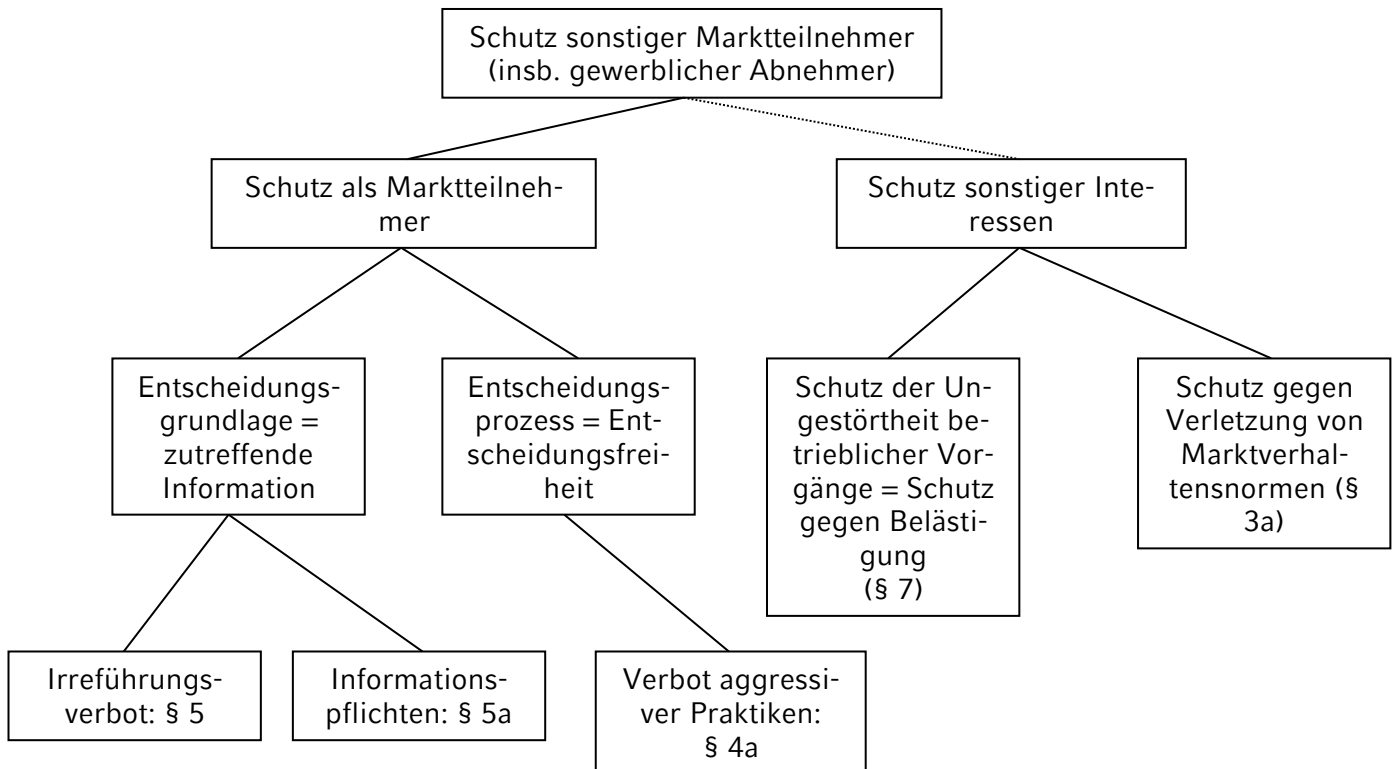 Schutz sonstiger Marktteilnehmer
(insb. gewerblicher Abnehmer)
Schutz als Marktteilneh-
mer
Schutz sonstiger Inte-
ressen
Entscheidungs-
grundlage =
zutreffende
Information
Entscheidungs-
prozess = Ent-
scheidungsfrei-
heit
Schutz der Un-
gestörtheit be-
trieblicher Vor-
gänge = Schutz
gegen Belästi-
gung
(§ 7)
Schutz gegen
Verletzung von
Marktverhal-
tensnormen (§
3a)
Irreführungs-
verbot: § 5
Informations-
pflichten: § 5a
Verbot aggressi-
ver Praktiken:
§ 4a